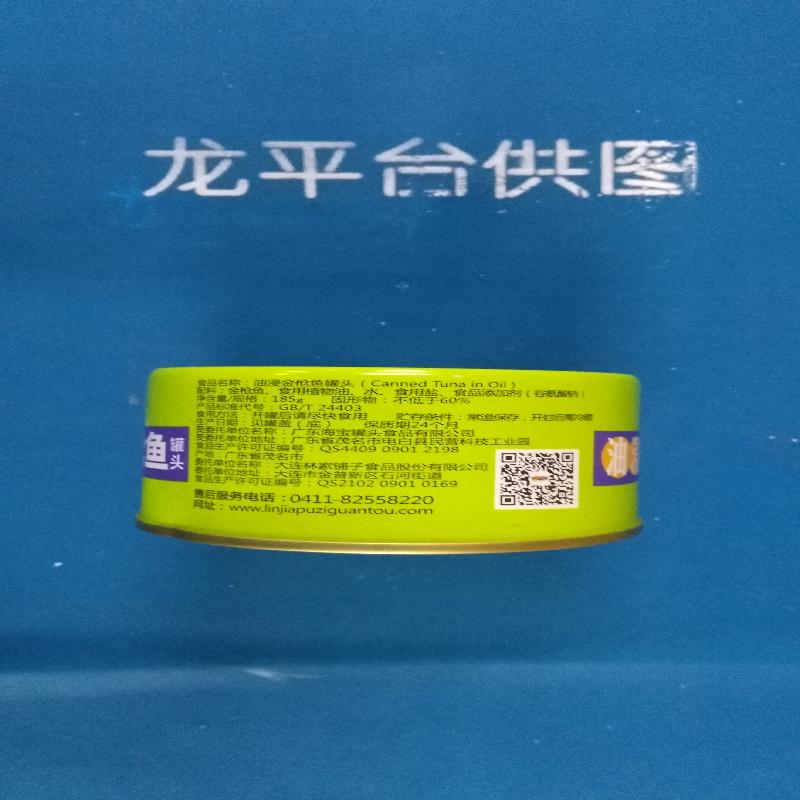 龙平台供图
食品名称：油浸金枪鱼罐头（Canned Tuna in Oil）
配料：金枪鱼、食用植物油、水、食用盐、食品添加剂（谷氨酸钠）
净含量/规格：185g 固形物：不低于60%
产品标准代号：GB/T 24403
食用方法：开罐后请尽快食用 贮存条件：常温保存，开封后需冷藏
生产日期：见罐盖（底） 保质期24个月
受委托单位名称：广东海宝罐头食品有限公司
受委托单位地址：广东省茂名市电白县民营科技工业园
食品生产许可证编号：QS4409 0901 2198
产地：广东省茂名市
委托单位名称：大连林家铺子食品股份有限公司
委托单位地址：大连市金普新区石河街道
食品生产许可证编号：QS2102 0901 0169
售后服务电话：0411-82558220
网址：www.linjiapuziguantou.com
鱼罐头
油